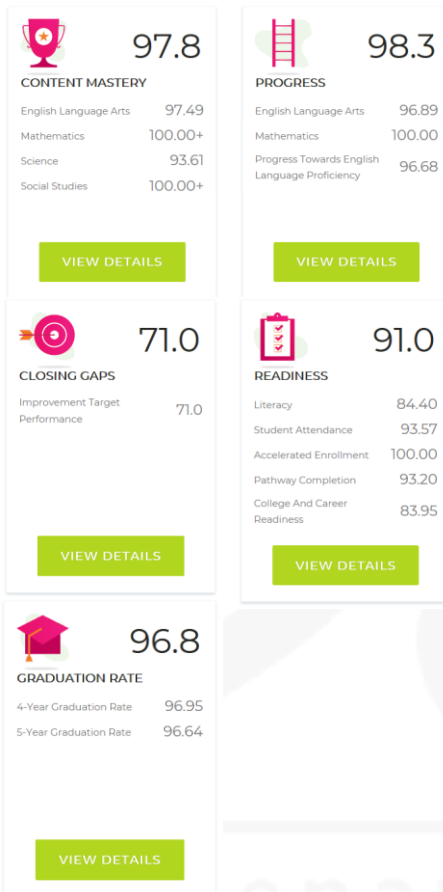 97.8
CONTENT MASTERY
English Language Arts 97.49
Mathematics 100.00+
Science 93.61
Social Studies 100.00+
VIEW DETAILS
98.3
PROGRESS
English Language Arts 96.89
Mathematics 100.00
Progress Towards English
Language Proficiency 96.68
VIEW DETAILS
71.0
CLOSING GAPS
Improvement Target
Performance 71.0
VIEW DETAILS
91.0
READINESS
Literacy 84.40
Student Attendance 93.57
Accelerated Enrollment 100.00
Pathway Completion 93.20
College And Career
Readiness 83.95
VIEW DETAILS
96.8
GRADUATION RATE
4-Year Graduation Rate 96.95
5-Year Graduation Rate 96.64
VIEW DETAILS